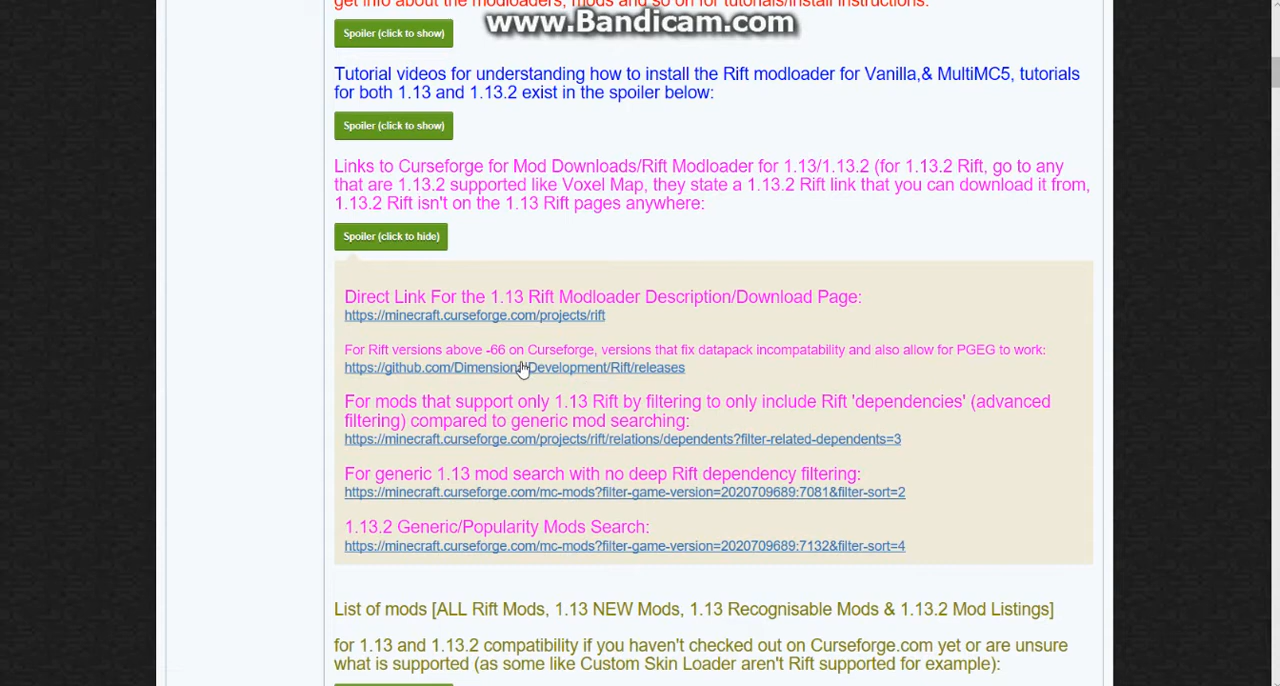 get info about the modloaders, mods and so on for tutorials/install instructions.
www.Bandicam.com
Spoiler (click to show)
Tutorial videos for understanding how to install the Rift modloader for Vanilla,& MultiMC5, tutorials
for both 1.13 and 1.13.2 exist in the spoiler below:
Spoiler (click to show)
Links to Curseforge for Mod Downloads/Rift Modloader for 1.13/1.13.2 (for 1.13.2 Rift, go to any
that are 1.13.2 supported like Voxel Map, they state a 1.13.2 Rift link that you can download it from,
1.13.2 Rift isn't on the 1.13 Rift pages anywhere:
Spoiler (click to hide)
Direct Link For the 1.13 Rift Modloader Description/Download Page:
https://minecraft.curseforge.com/projects/rift
For Rift versions above -66 on Curseforge, versions that fix datapack incompatability and also allow for PGEG to work:
https://github.com/Dimensional-Development/Rift/releases
For mods that support only 1.13 Rift by filtering to only include Rift 'dependencies' (advanced
filtering) compared to generic mod searching:
https://minecraft.curseforge.com/projects/rift/relations/dependents?filter-related-dependents=3
For generic 1.13 mod search with no deep Rift dependency filtering:
https://minecraft.curseforge.com/mc-mods?filter-game-version=2020709689:7081&filter-sort=2
1.13.2 Generic/Popularity Mods Search:
https://minecraft.curseforge.com/mc-mods?filter-game-version=2020709689:7132&filter-sort=4
List of mods [ALL Rift Mods, 1.13 NEW Mods, 1.13 Recognisable Mods & 1.13.2 Mod Listings]
for 1.13 and 1.13.2 compatibility if you haven't checked out on Curseforge.com yet or are unsure
what is supported (as some like Custom Skin Loader aren't Rift supported for example):